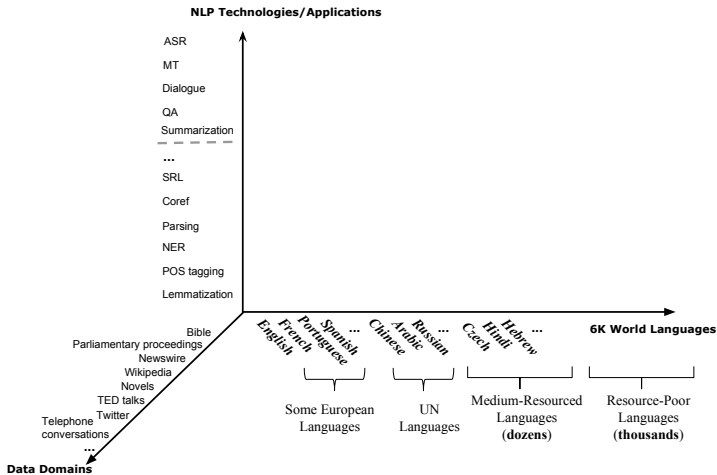 NLP Technologies/Applications
ASR
MT
Dialogue
QA
Summarization
...
SRL
Coref
Parsing
NER
POS tagging
Lemmatization
Bible
Parliamentary proceedings
Newswire
Wikipedia
Novels
TED talks
Twitter
Telephone
conversations
...
Data Domains
English
French
Portuguese
Spanish
...
Chinese
Arabic
Russian
...
Czech
Hindi
Hebrew
...
6K World Languages
Some European
Languages
UN
Languages
Medium-Resourced
Languages
(dozens)
Resource-Poor
Languages
(thousands)